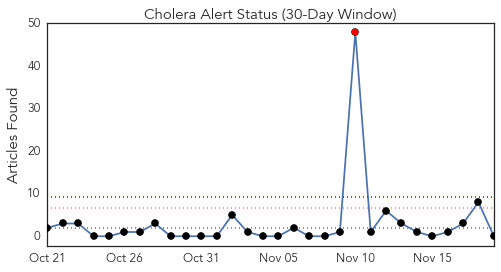 Cholera Alert Status (30-Day Window)
Articles Found
50
40
30
20
10
0
Oct 21 Oct 26 Oct 31 Nov 05 Nov 10 Nov 15